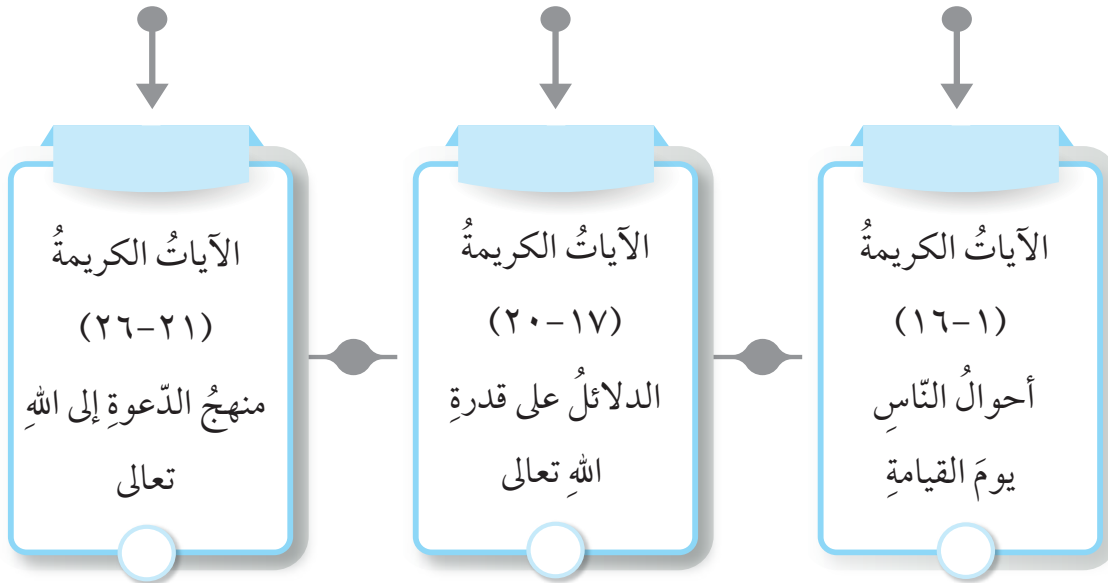 الآياتُ الكريمةُ
(١-١٦)
أحوالُ النّاسِ
يومَ القيامةِ
الآياتُ الكريمةُ
(١٧-٢٠)
الدلائلُ على قدرةِ
اللهِ تعالى
الآياتُ الكريمةُ
(٢١-٢٦)
منهجُ الدّعوةِ إلى اللهِ
تعالى